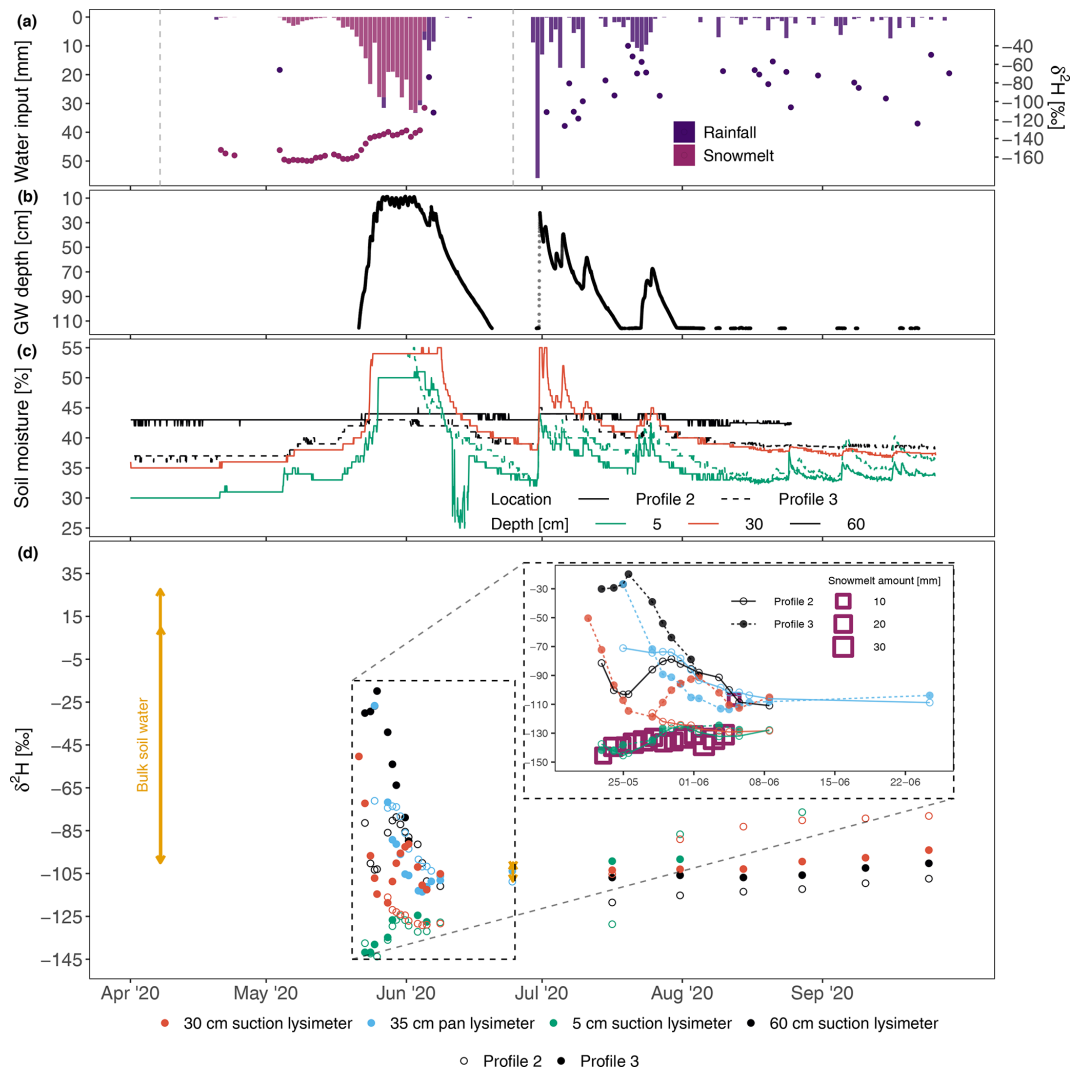 (a)
Water input [mm]
0
10
20
30
40
50
−40
−60
−80
−100
−120
−140
−160
δ²H [‰]
Rainfall
Snowmelt
(b)
GW depth [cm]
10
30
50
70
90
110
(c)
Soil moisture [%]
55
50
45
40
35
30
25
Location Profile 2 Profile 3
Depth [cm] 5 30 60
(d)
δ²H [‰]
35
15
−5
−25
−45
−65
−85
−105
−125
−145
Bulk soil water
−30
−50
−70
−90
−110
−130
−150
25−05 01−06 08−06 15−06 22−06
Snowmelt amount [mm]
Profile 2 10
Profile 3 20
30
Apr '20 May '20 Jun '20 Jul '20 Aug '20 Sep '20
30 cm suction lysimeter 35 cm pan lysimeter 5 cm suction lysimeter 60 cm suction lysimeter
Profile 2 Profile 3